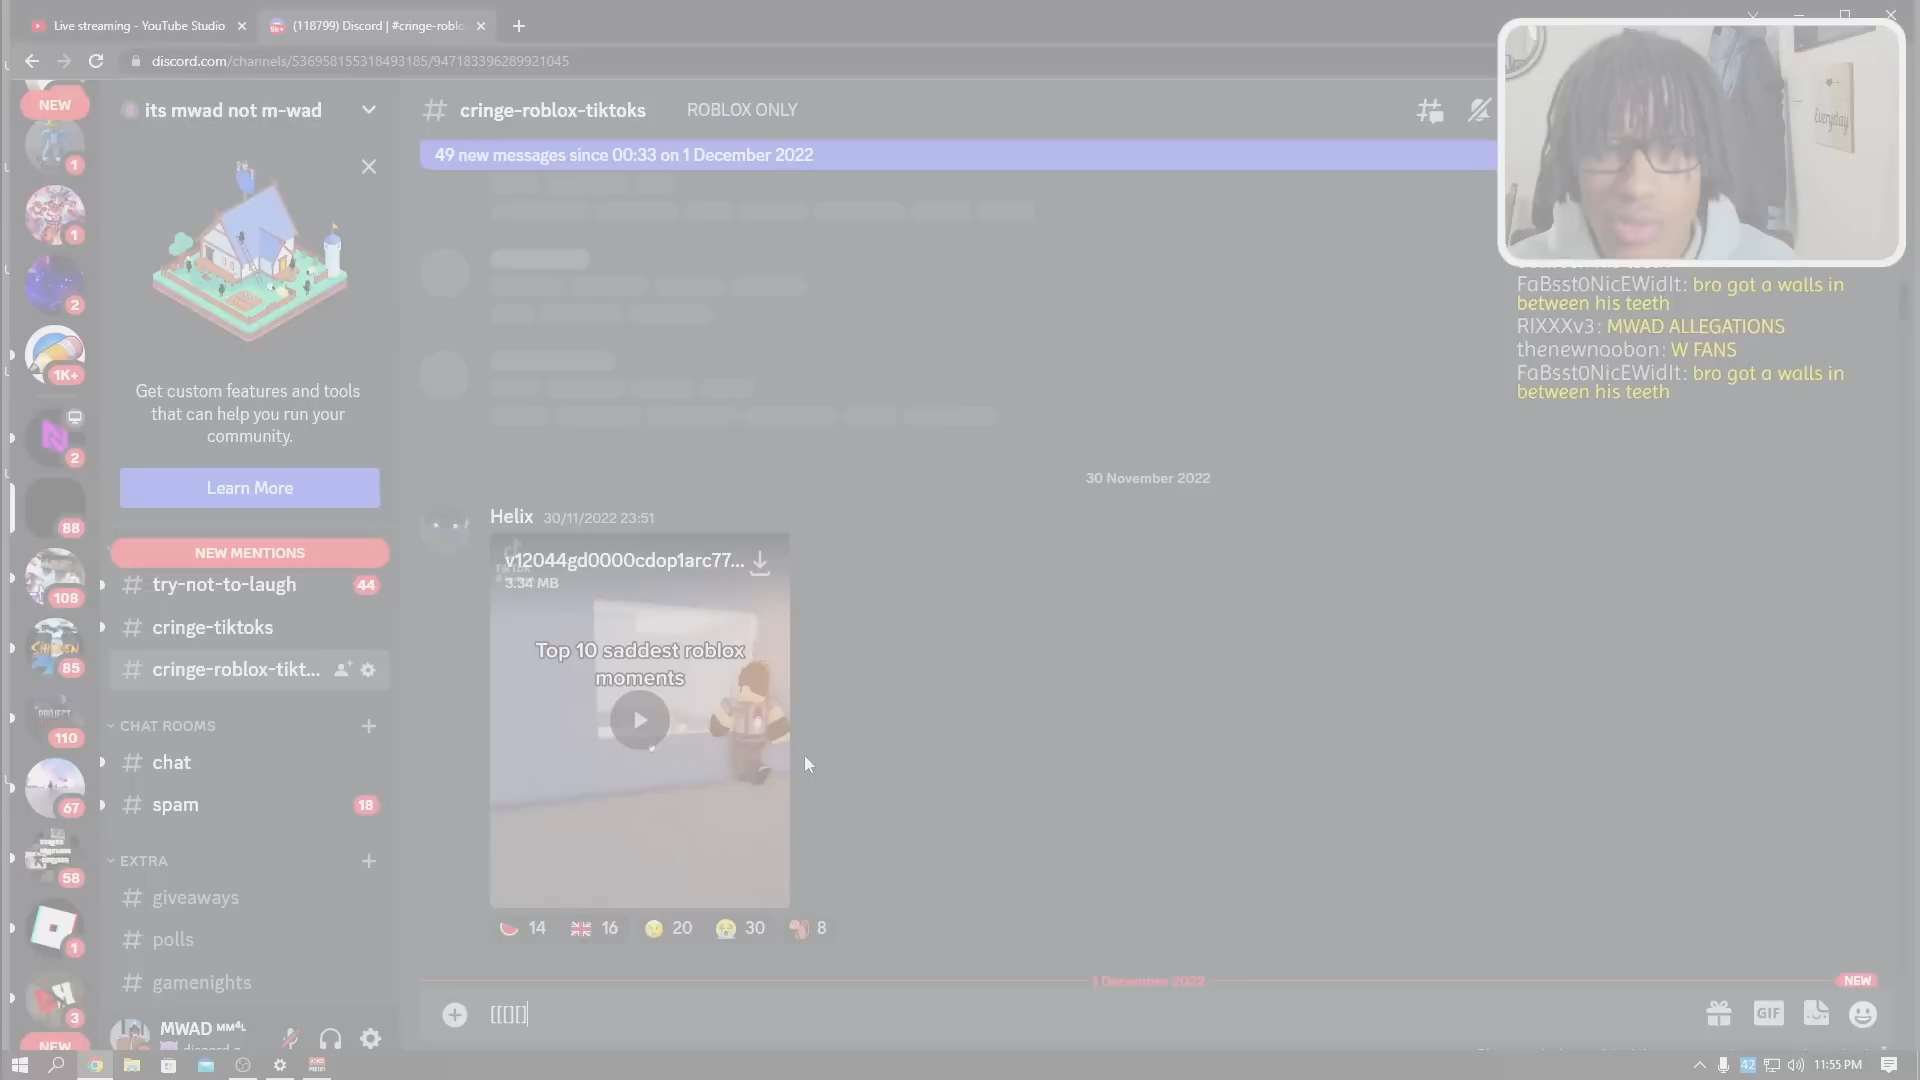 Live streaming - YouTube Studio
(118799) Discord | #cringe-roblo
discord.com/channels/536958155318493185/947183396289921045
NEW
1
1
2
1K+
2
88
108
85
PROJECT
110
67
58
1
3
NEW
its mwad not m-wad
Get custom features and tools
that can help you run your
community.
Learn More
NEW MENTIONS
# try-not-to-laugh 44
# cringe-tiktoks
# cringe-roblox-tikt...
CHAT ROOMS
# chat
# spam 18
EXTRA
# giveaways
# polls
# gamenights
MWAD
# cringe-roblox-tiktoks ROBLOX ONLY
49 new messages since 00:33 on 1 December 2022
30 November 2022
Helix 30/11/2022 23:51
v12044gd0000cdop1arc77...
3.34 MB
Top 10 saddest roblox
moments
14 16 20 30 8
1 December 2022
NEW
[[[][]
GIF
Everyday
FaBsst0NicEWidIt: bro got a walls in
between his teeth
RIXXXv3: MWAD ALLEGATIONS
thenewnoobon: W FANS
FaBsst0NicEWidIt: bro got a walls in
between his teeth
42
11:55 PM